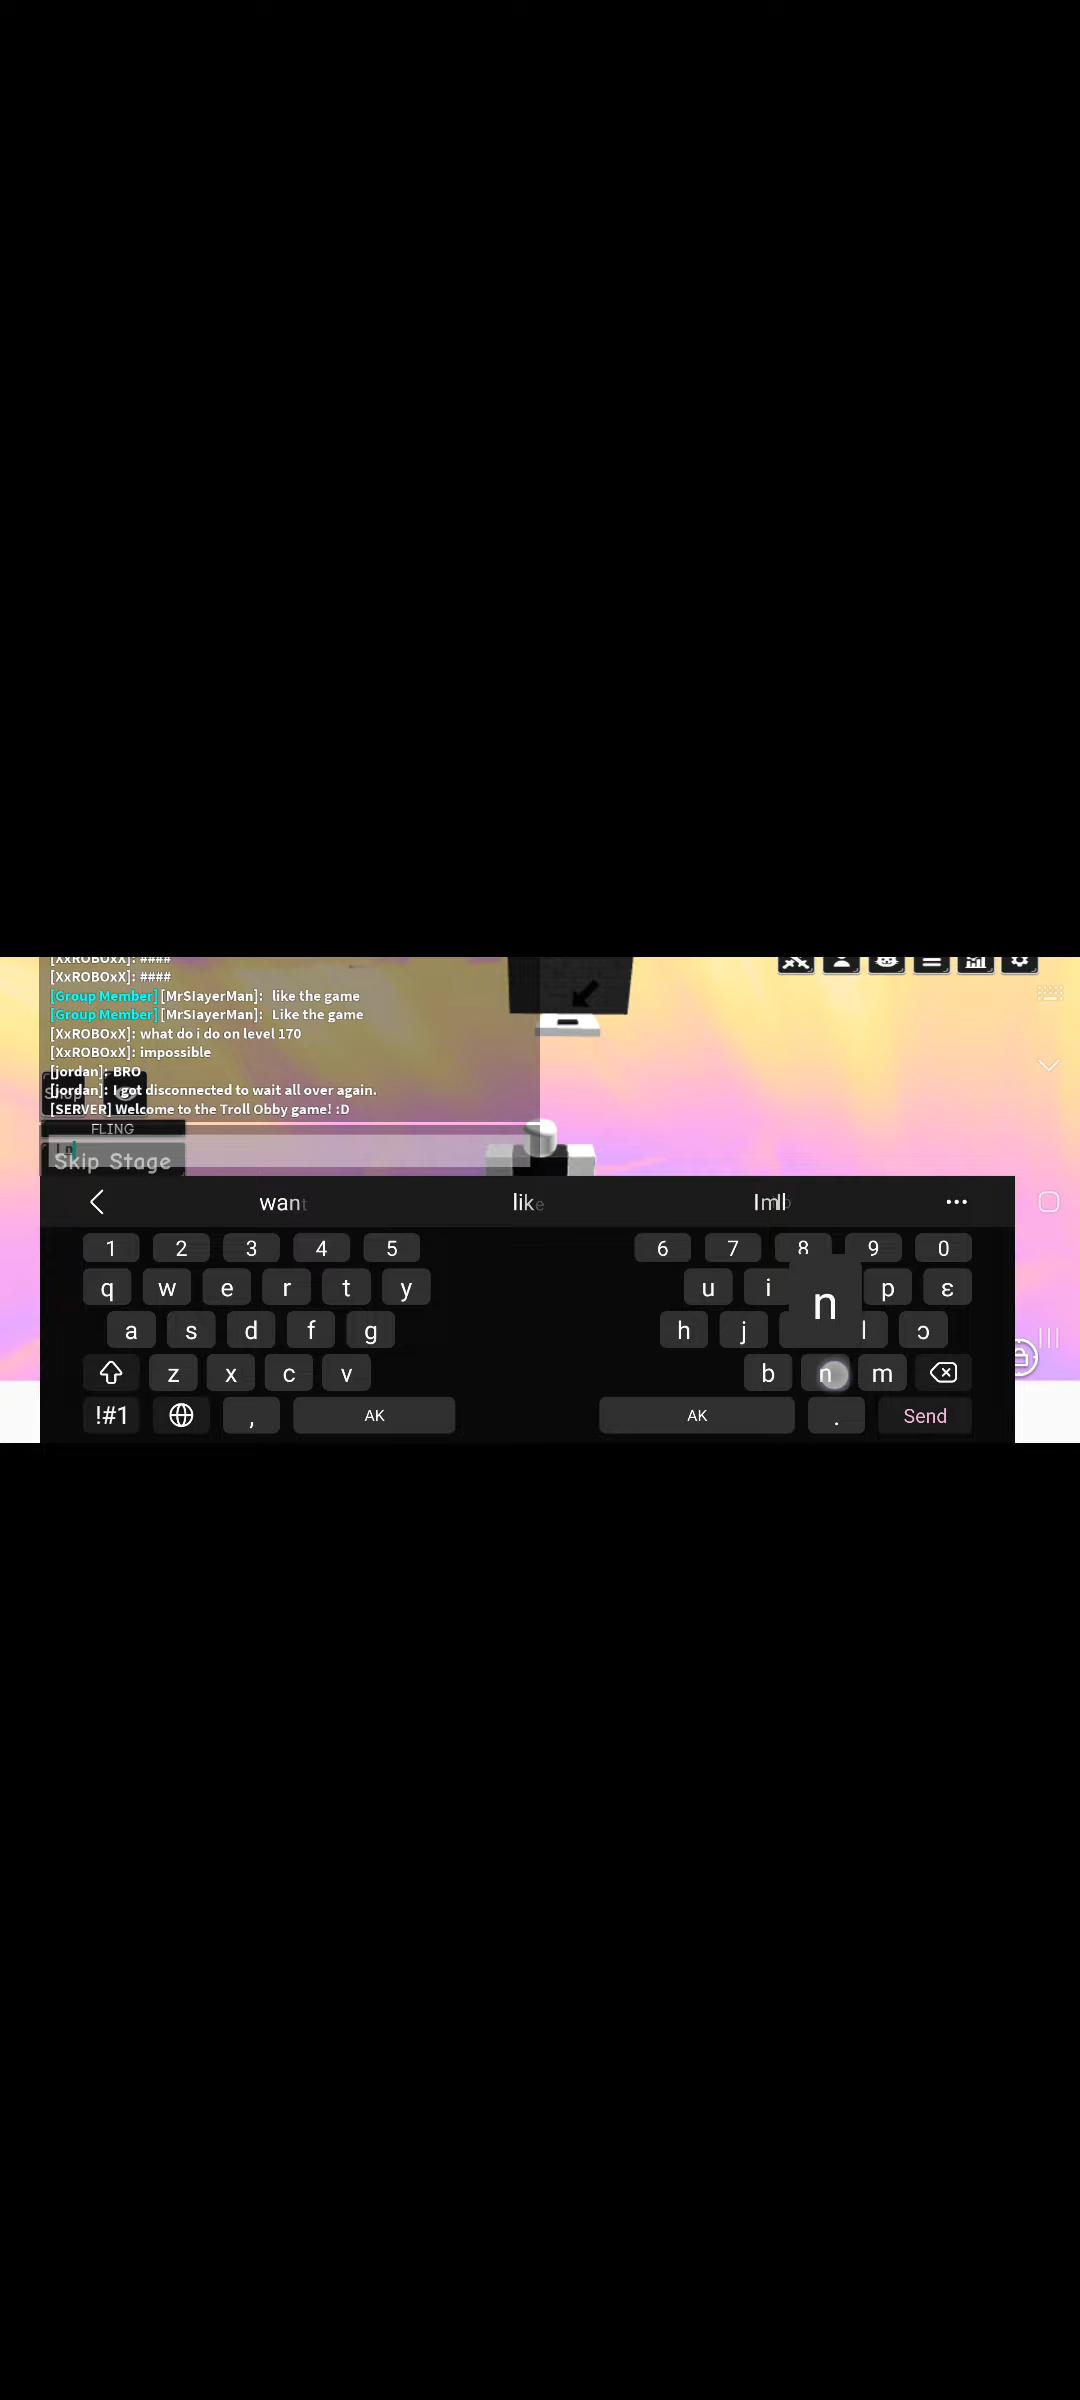 [XxROBOxX]: ####
[XxROBOxX]: ####
[Group Member] [MrSlayerMan]: like the game
[Group Member] [MrSlayerMan]: Like the game
[XxROBOxX]: what do i do on level 170
[XxROBOxX]: impossible
[jordan]: BRO
[jordan]: I got disconnected to wait all over again.
[SERVER] Welcome to the Troll Obby game! :D
FLING
I n
Skip Stage
want like
1 2 3 4 5 6 7 8 9 0
q w e r t y u i p ɛ
n
a s d f g h j l ɔ
z x c v b n m
!#1 , AK AK . Send